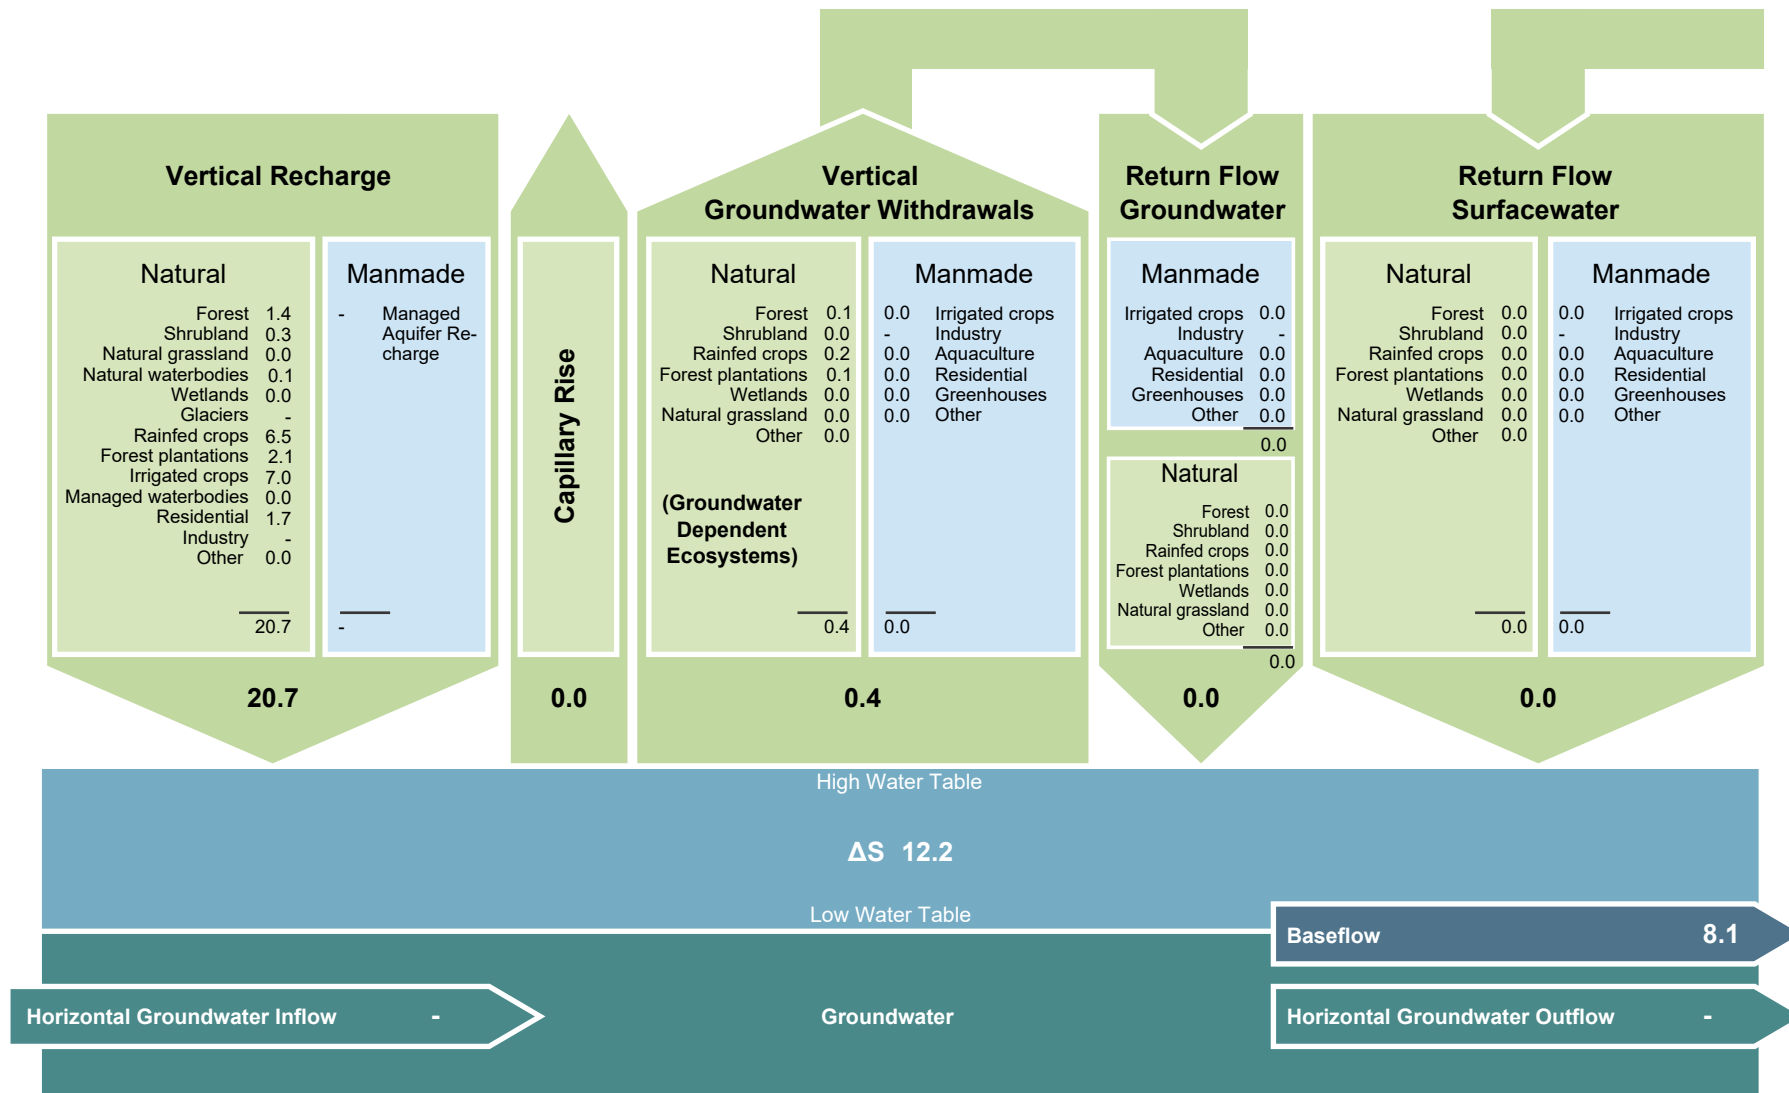 Vertical Recharge
Natural
Forest 1.4
Shrubland 0.3
Natural grassland 0.0
Natural waterbodies 0.1
Wetlands 0.0
Glaciers -
Rainfed crops 6.5
Forest plantations 2.1
Irrigated crops 7.0
Managed waterbodies 0.0
Residential 1.7
Industry -
Other 0.0
20.7
Manmade
- Managed
Aquifer Re-
charge
-
20.7
Capillary Rise
0.0
Vertical
Groundwater Withdrawals
Natural
Forest 0.1
Shrubland 0.0
Rainfed crops 0.2
Forest plantations 0.1
Wetlands 0.0
Natural grassland 0.0
Other 0.0
(Groundwater
Dependent
Ecosystems)
0.4
Manmade
0.0 Irrigated crops
- Industry
0.0 Aquaculture
0.0 Residential
0.0 Greenhouses
0.0 Other
0.0
0.4
Return Flow
Groundwater
Manmade
Irrigated crops 0.0
Industry -
Aquaculture 0.0
Residential 0.0
Greenhouses 0.0
Other 0.0
0.0
Natural
Forest 0.0
Shrubland 0.0
Rainfed crops 0.0
Forest plantations 0.0
Wetlands 0.0
Natural grassland 0.0
Other 0.0
0.0
0.0
Return Flow
Surfacewater
Natural
Forest 0.0
Shrubland 0.0
Rainfed crops 0.0
Forest plantations 0.0
Wetlands 0.0
Natural grassland 0.0
Other 0.0
0.0
Manmade
0.0 Irrigated crops
- Industry
0.0 Aquaculture
0.0 Residential
0.0 Greenhouses
0.0 Other
0.0
0.0
High Water Table
ΔS 12.2
Low Water Table
Baseflow 8.1
Horizontal Groundwater Inflow -
Groundwater
Horizontal Groundwater Outflow -